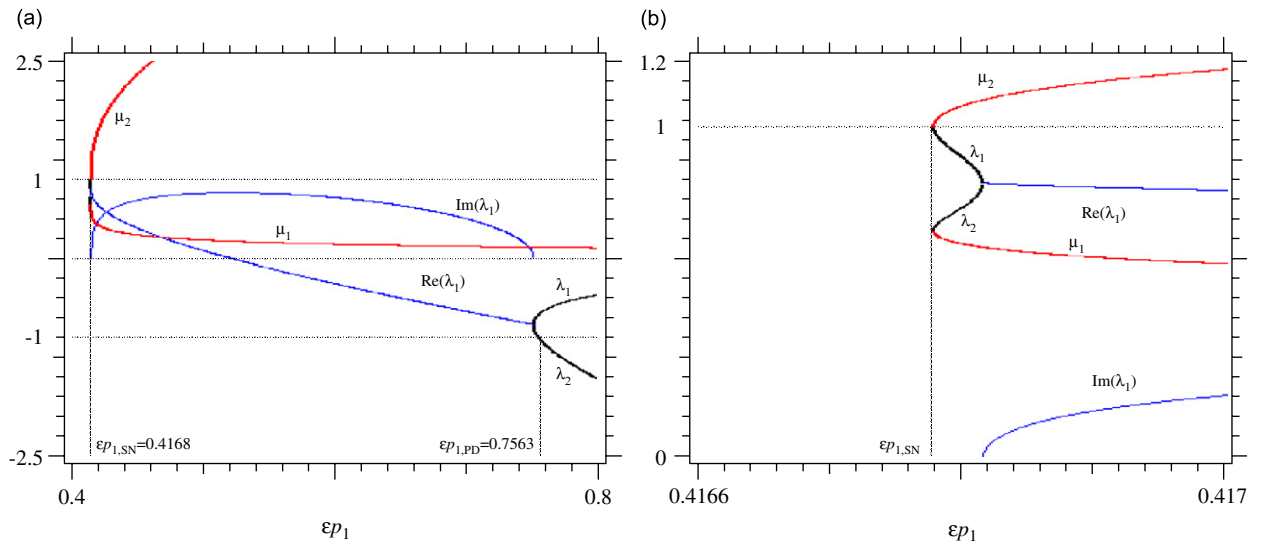 (a)
2.5
μ2
1
Im(λ1)
μ1
Re(λ1)
λ1
-1
λ2
εp1,SN=0.4168
εp1,PD=0.7563
-2.5
0.4
0.8
εp1
(b)
1.2
μ2
1
λ1
Re(λ1)
λ2
μ1
Im(λ1)
εp1,SN
0
0.4166
0.417
εp1